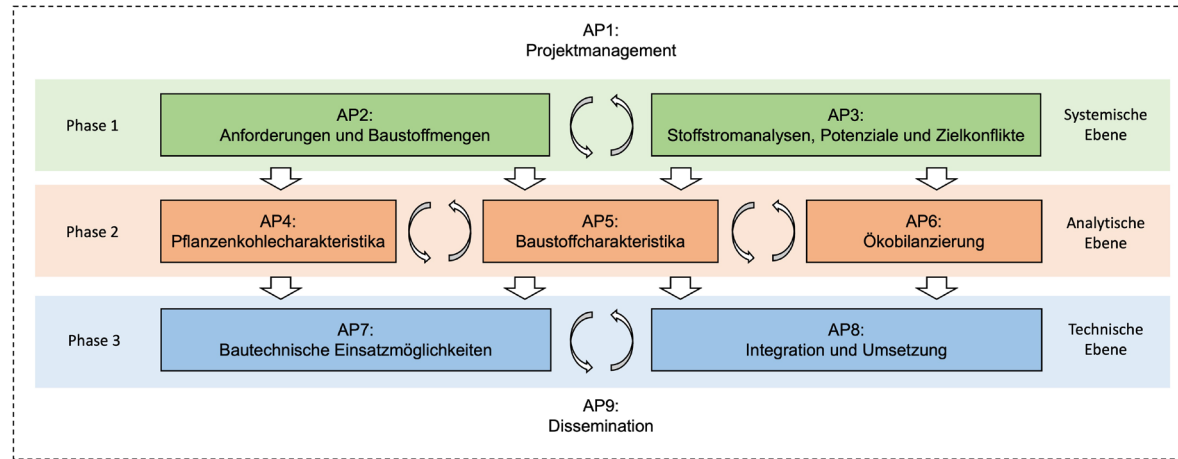 AP1:
Projektmanagement
Phase 1
AP2:
Anforderungen und Baustoffmengen
AP3:
Stoffstromanalysen, Potenziale und Zielkonflikte
Systemische
Ebene
Phase 2
AP4:
Pflanzenkohlecharakteristika
AP5:
Baustoffcharakteristika
AP6:
Ökobilanzierung
Analytische
Ebene
Phase 3
AP7:
Bautechnische Einsatzmöglichkeiten
AP8:
Integration und Umsetzung
Technische
Ebene
AP9:
Dissemination